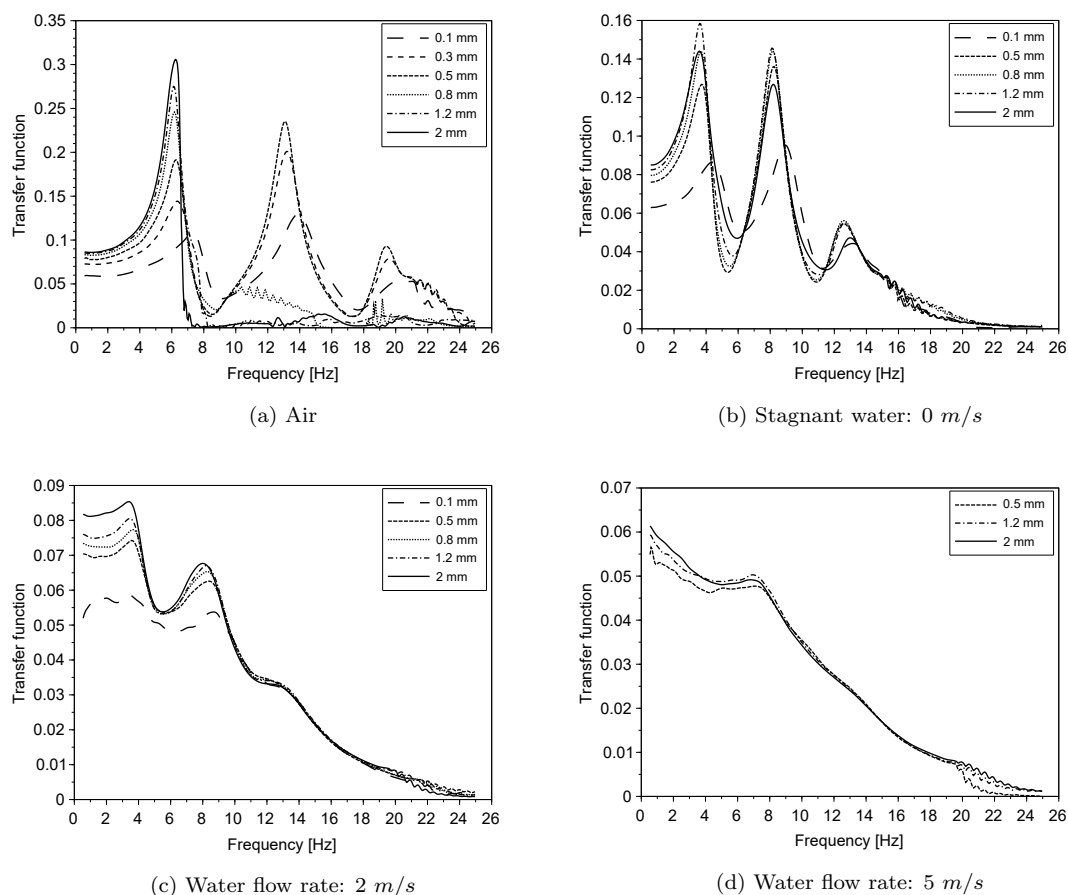 0.35
0.3
0.25
0.2
0.15
0.1
0.05
0
Transfer function
0 2 4 6 8 10 12 14 16 18 20 22 24 26
Frequency [Hz]
0.1 mm
0.3 mm
0.5 mm
0.8 mm
1.2 mm
2 mm
(a) Air
0.16
0.14
0.12
0.1
0.08
0.06
0.04
0.02
0
Transfer function
0 2 4 6 8 10 12 14 16 18 20 22 24 26
Frequency [Hz]
0.1 mm
0.5 mm
0.8 mm
1.2 mm
2 mm
(b) Stagnant water: 0 m/s
0.09
0.08
0.07
0.06
0.05
0.04
0.03
0.02
0.01
0
Transfer function
0 2 4 6 8 10 12 14 16 18 20 22 24 26
Frequency [Hz]
0.1 mm
0.5 mm
0.8 mm
1.2 mm
2 mm
(c) Water flow rate: 2 m/s
0.07
0.06
0.05
0.04
0.03
0.02
0.01
0
Transfer function
0 2 4 6 8 10 12 14 16 18 20 22 24 26
Frequency [Hz]
0.5 mm
1.2 mm
2 mm
(d) Water flow rate: 5 m/s